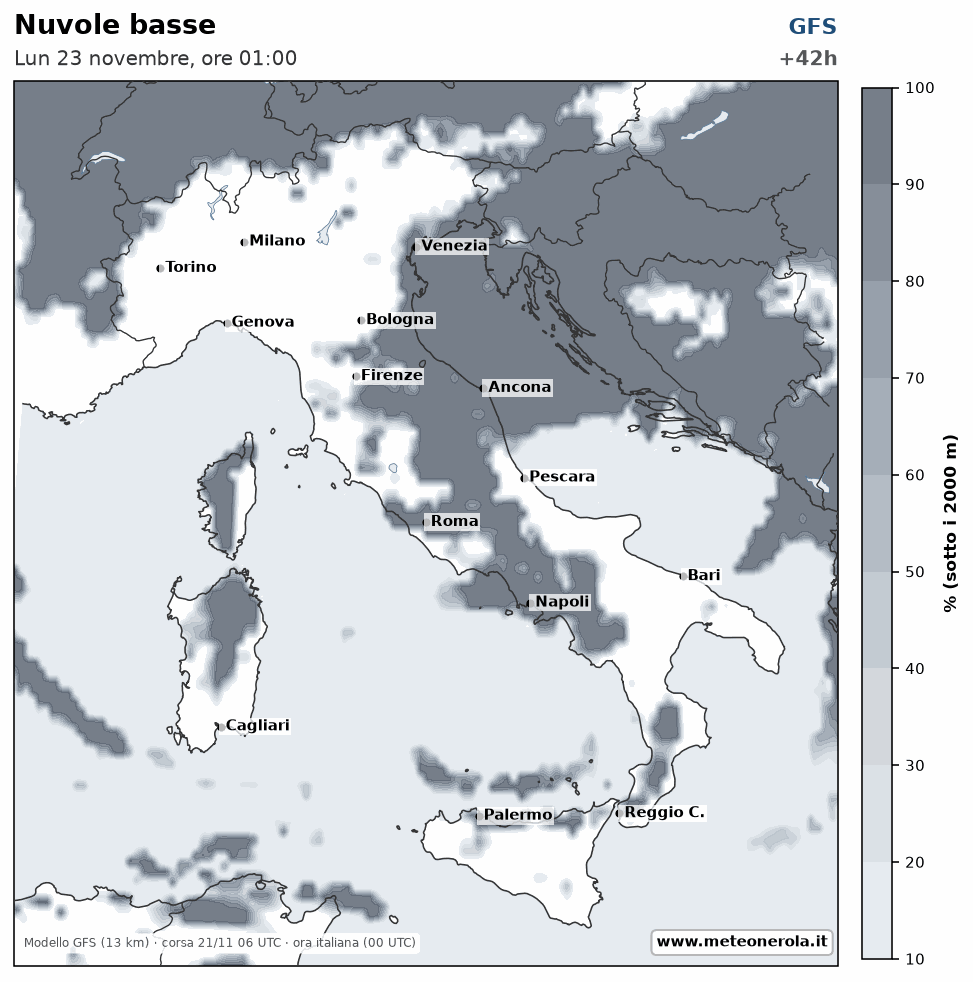 Nuvole basse
GFS
Lun 23 novembre, ore 01:00
+42h
100
90
80
70
60
50
40
30
20
10
% (sotto i 2000 m)
Milano
Venezia
Torino
Genova
Bologna
Firenze
Ancona
Pescara
Roma
Bari
Napoli
Cagliari
Palermo
Reggio C.
Modello GFS (13 km) · corsa 21/11 06 UTC · ora italiana (00 UTC)
www.meteonerola.it